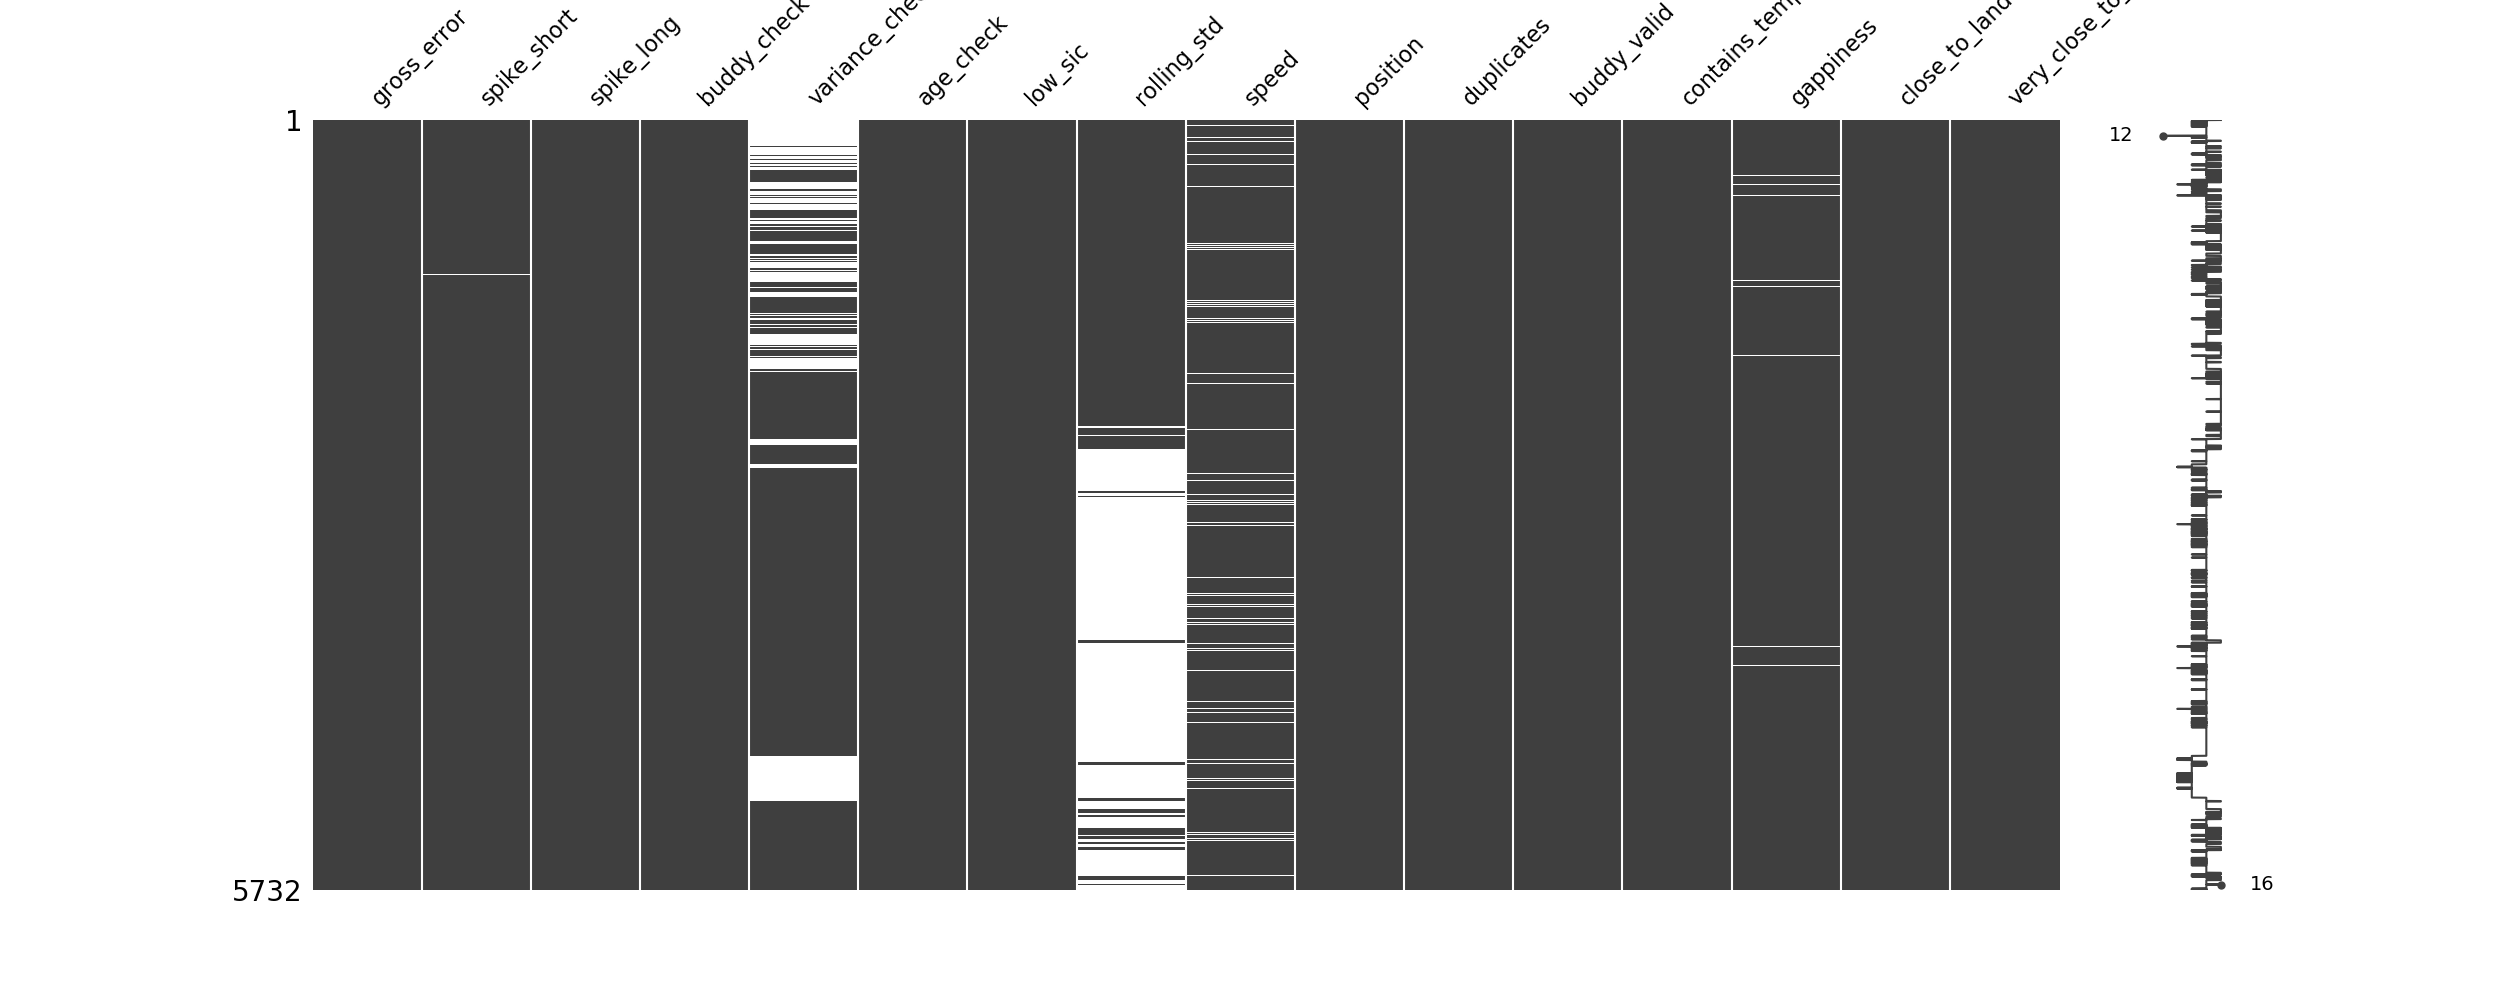 gross_error
spike_short
spike_long
buddy_check
age_check
low_sic
rolling_std
speed
position
duplicates
buddy_valid
gappiness
close_to_land
1
12
5732
16